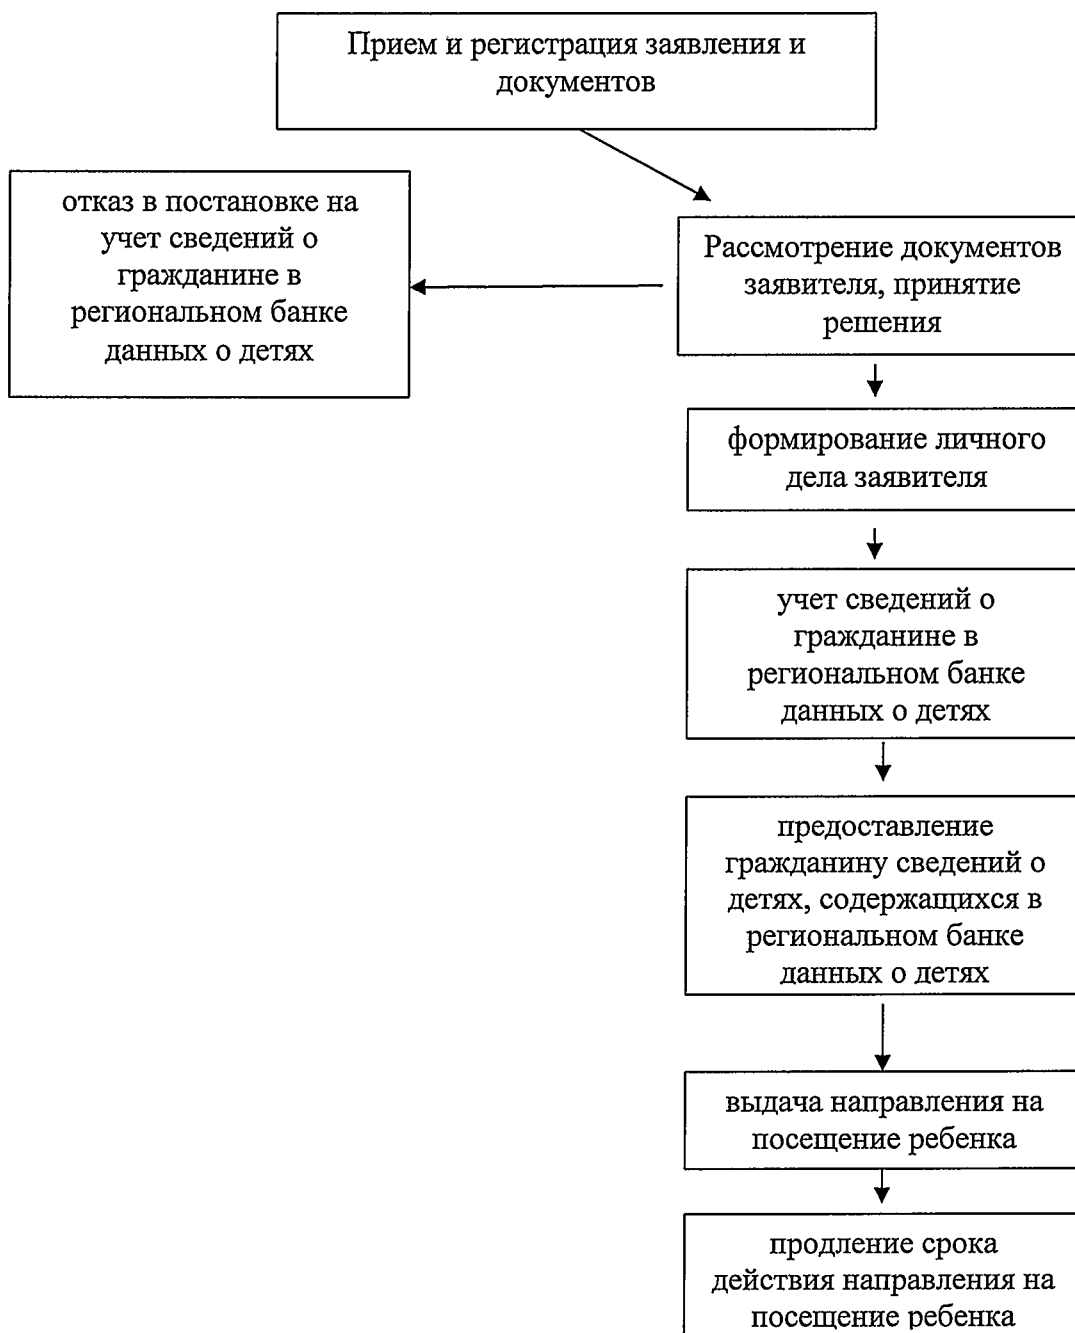 Прием и регистрация заявления и
документов
отказ в постановке на
учет сведений о
гражданине в
региональном банке
данных о детях
Рассмотрение документов
заявителя, принятие
решения
формирование личного
дела заявителя
учет сведений о
гражданине в
региональном банке
данных о детях
предоставление
гражданину сведений о
детях, содержащихся в
региональном банке
данных о детях
выдача направления на
посещение ребенка
продление срока
действия направления на
посещение ребенка